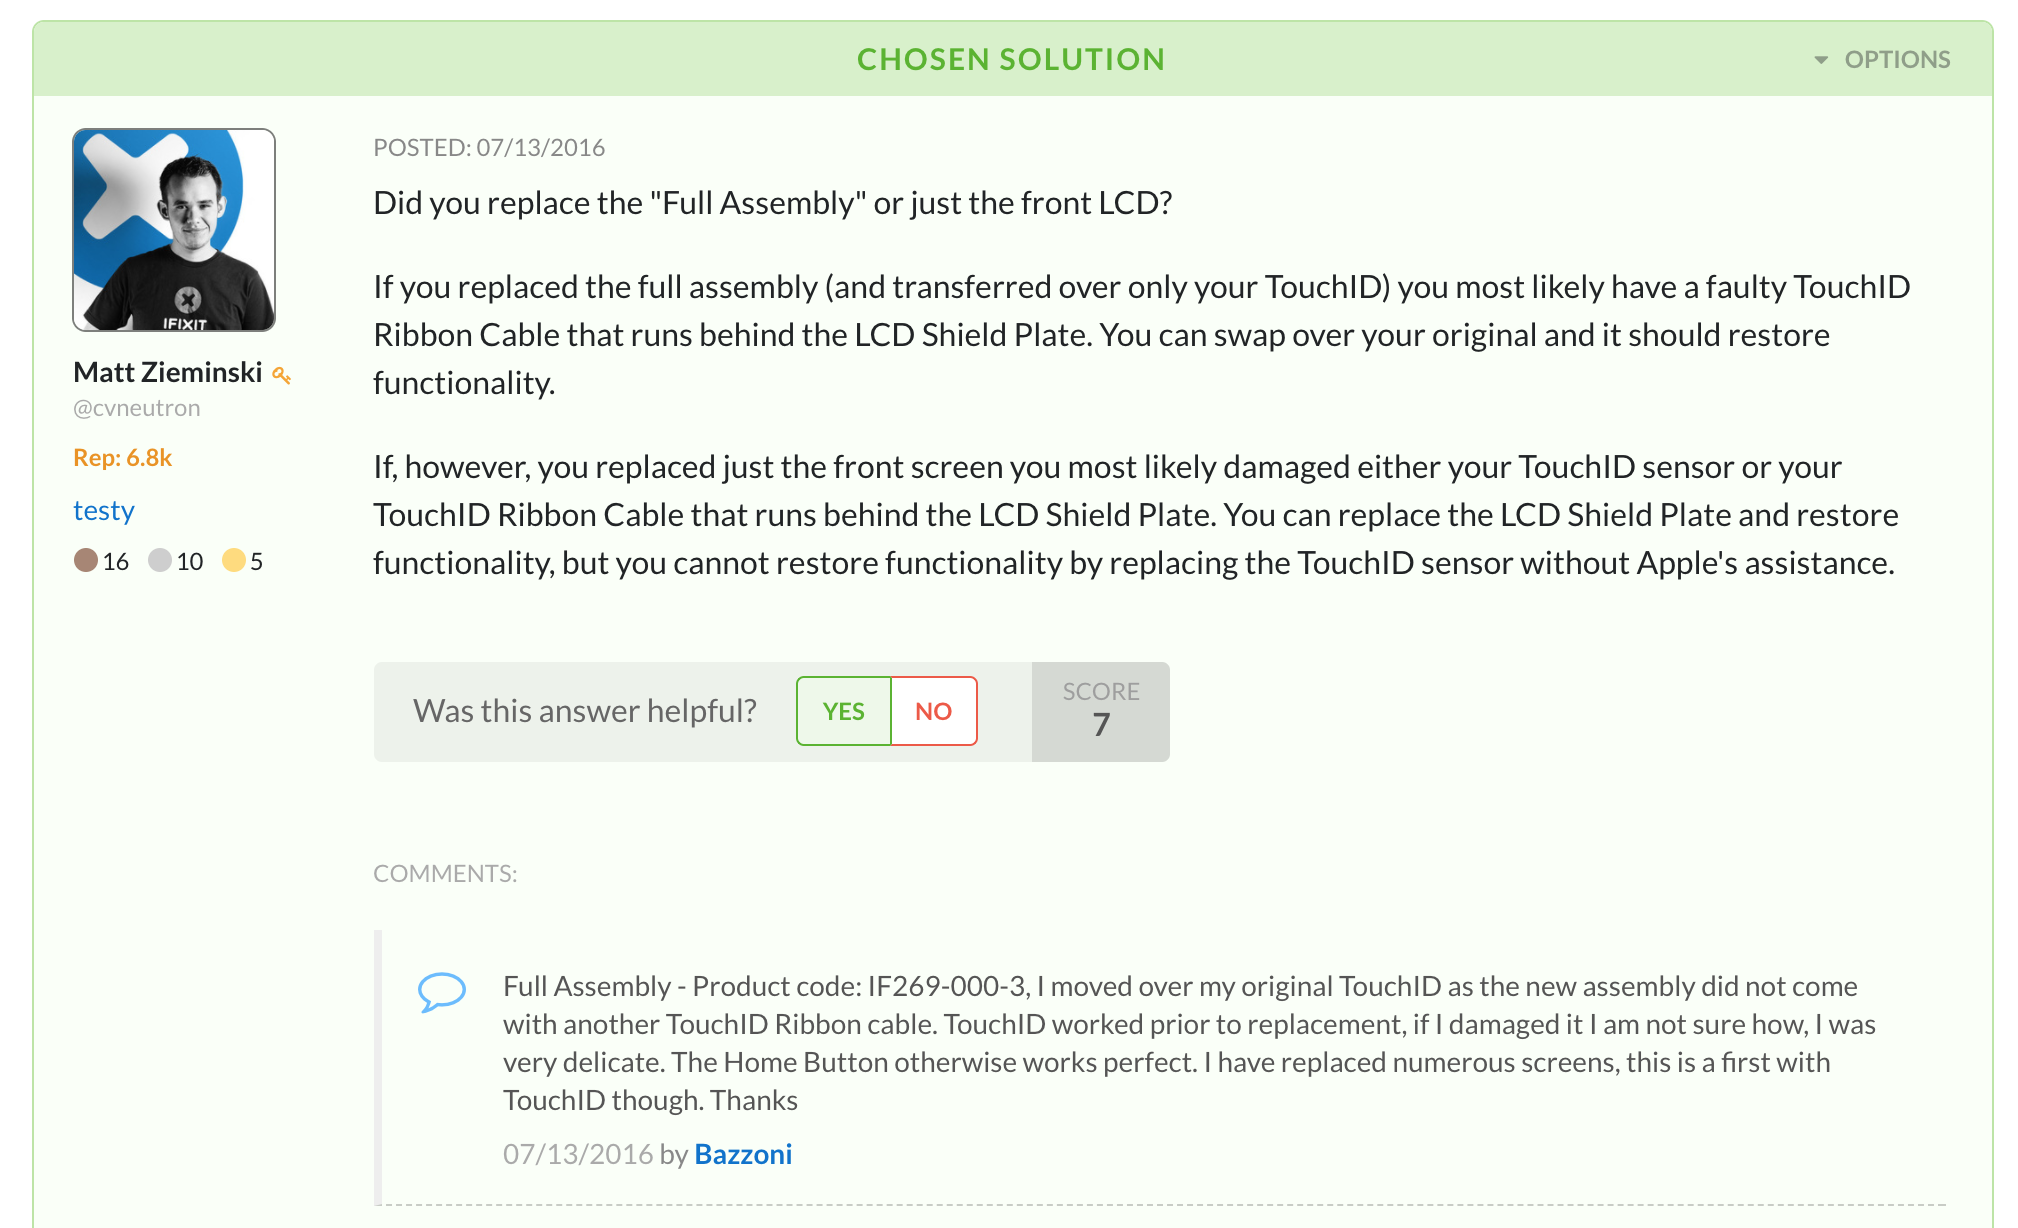 CHOSEN SOLUTION
OPTIONS
IFIXIT
Matt Zieminski
@cvneutron
Rep: 6.8k
testy
16 10 5
POSTED: 07/13/2016
Did you replace the "Full Assembly" or just the front LCD?
If you replaced the full assembly (and transferred over only your TouchID) you most likely have a faulty TouchID
Ribbon Cable that runs behind the LCD Shield Plate. You can swap over your original and it should restore
functionality.
If, however, you replaced just the front screen you most likely damaged either your TouchID sensor or your
TouchID Ribbon Cable that runs behind the LCD Shield Plate. You can replace the LCD Shield Plate and restore
functionality, but you cannot restore functionality by replacing the TouchID sensor without Apple's assistance.
Was this answer helpful?
YES
NO
SCORE
7
COMMENTS:
Full Assembly - Product code: IF269-000-3, I moved over my original TouchID as the new assembly did not come
with another TouchID Ribbon cable. TouchID worked prior to replacement, if I damaged it I am not sure how, I was
very delicate. The Home Button otherwise works perfect. I have replaced numerous screens, this is a first with
TouchID though. Thanks
07/13/2016 by Bazzoni